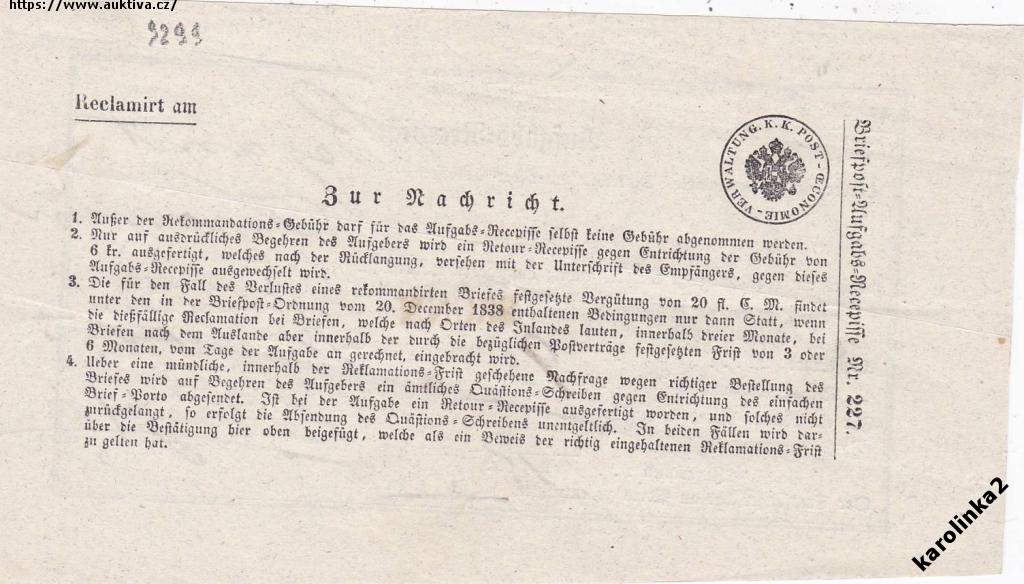 https://www.auktiva.cz/
9299
Reclamirt am
VERWALTUNG. K. K. POST - ŒCONOMIE -
Zur Nachricht.
1. Außer der Rekommandations-Gebühr darf für das Aufgabs-Recepisse selbst keine Gebühr abgenommen werden.
2. Nur auf ausdrückliches Begehren des Aufgebers wird ein Retour-Recepisse gegen Entrichtung der Gebühr von
6 kr. ausgefertigt, welches nach der Rücklangung, versehen mit der Unterschrift des Empfängers, gegen dieses
Aufgabs-Recepisse ausgewechselt wird.
3. Die für den Fall des Verlustes eines rekommandirten Briefes festgesetzte Vergütung von 20 fl. C. M. findet
unter den in der Briefpost-Ordnung vom 20. December 1838 enthaltenen Bedingungen nur dann Statt, wenn
die dießfällige Reclamation bei Briefen, welche nach Orten des Inlandes lauten, innerhalb dreier Monate, bei
Briefen nach dem Auslande aber innerhalb der durch die bezüglichen Postverträge festgesetzten Frist von 3 oder
6 Monaten, vom Tage der Aufgabe an gerechnet, eingebracht wird.
4. Ueber eine mündliche, innerhalb der Reklamations-Frist geschehene Nachfrage wegen richtiger Bestellung des
Briefes wird auf Begehren des Aufgebers ein ämtliches Quästions-Schreiben gegen Entrichtung des einfachen
Brief-Porto abgesendet. Ist bei der Aufgabe ein Retour-Recepisse ausgefertigt worden, und solches nicht
zurückgelangt, so erfolgt die Absendung des Quästions-Schreibens unentgeltlich. In beiden Fällen wird dar-
über die Bestätigung hier oben beigefügt, welche als ein Beweis der richtig eingehaltenen Reklamations-Frist
zu gelten hat.
Briefpost-Aufgabs-Recepisse Nr. 227.
karolinka2